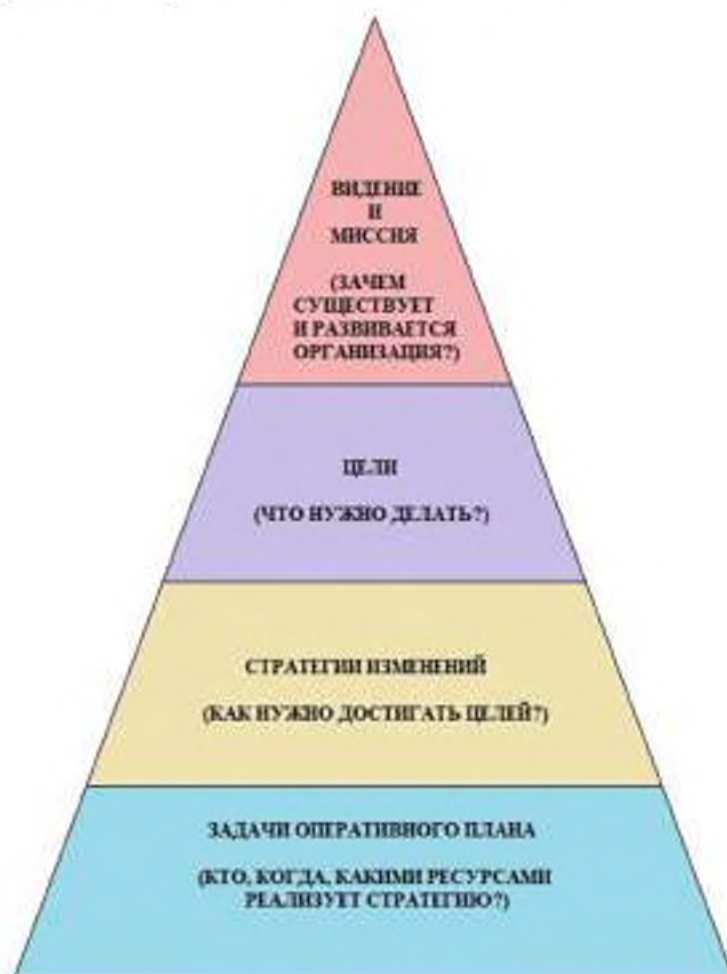 ВИДЕНИЕ
И
МИССИЯ
(ЗАЧЕМ
СУЩЕСТВУЕТ
И РАЗВИВАЕТСЯ
ОРГАНИЗАЦИЯ?)
ЦЕЛИ
(ЧТО НУЖНО ДЕЛАТЬ?)
СТРАТЕГИИ ИЗМЕНЕНИЙ
(КАК НУЖНО ДОСТИГАТЬ ЦЕЛЕЙ?)
ЗАДАЧИ ОПЕРАТИВНОГО ПЛАНА
(КТО, КОГДА, КАКИМИ РЕСУРСАМИ
РЕАЛИЗУЕТ СТРАТЕГИЮ?)